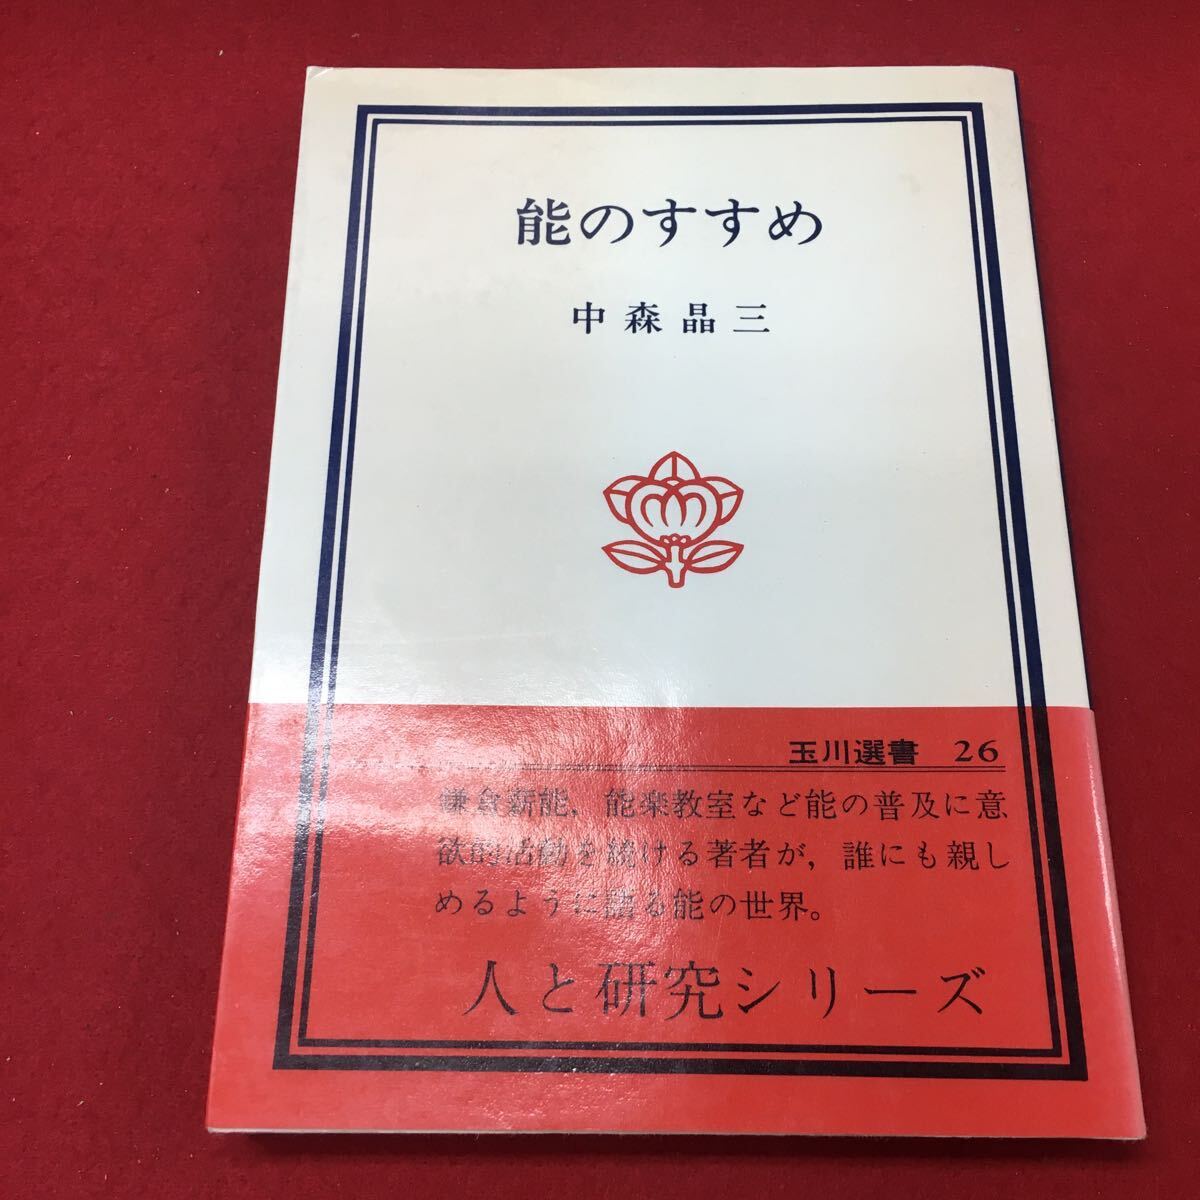 能のすすめ
中森晶三
玉川選書 26
鎌倉薪能，能楽教室など能の普及に意
欲的活動を続ける著者が，誰にも親し
めるように語る能の世界。
人と研究シリーズ